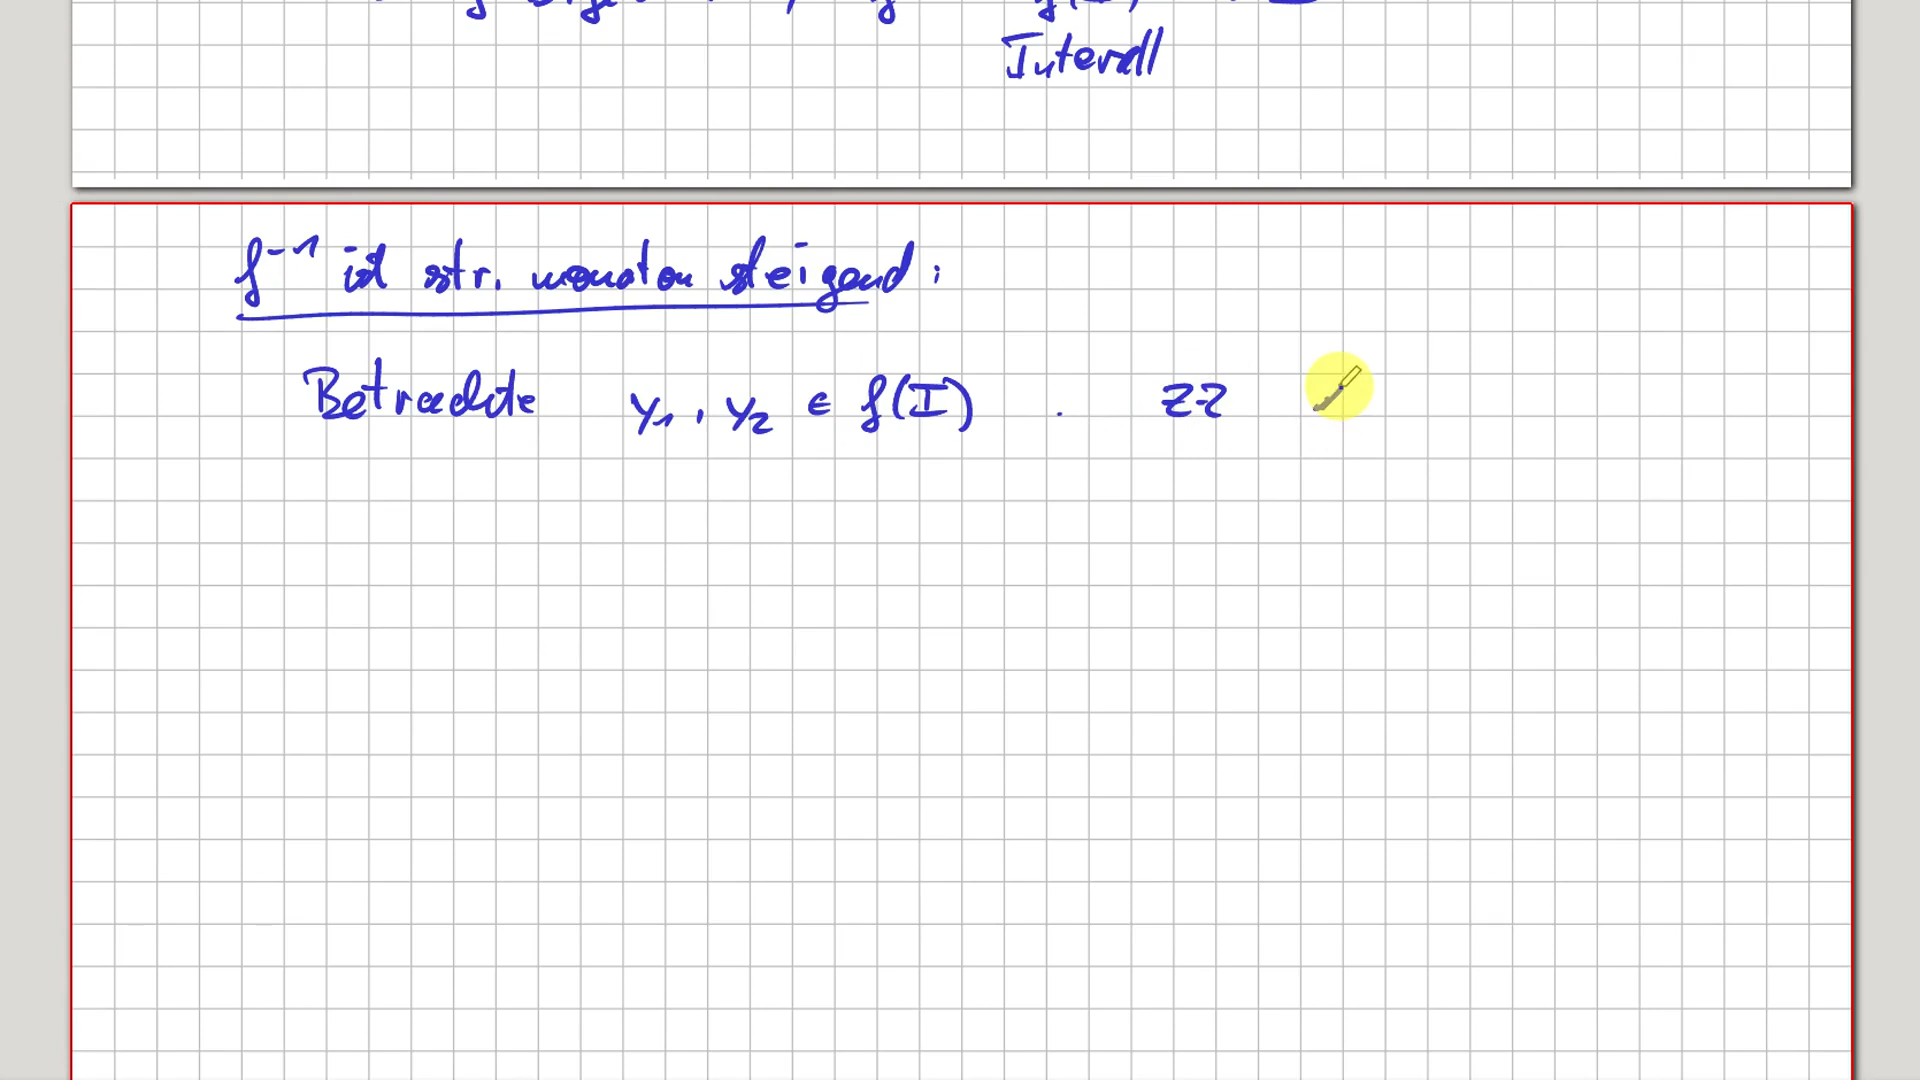 Intervall
f⁻¹ ist str. monoton steigend:
Betrachte y₁, y₂ ∈ f(I). ZZ